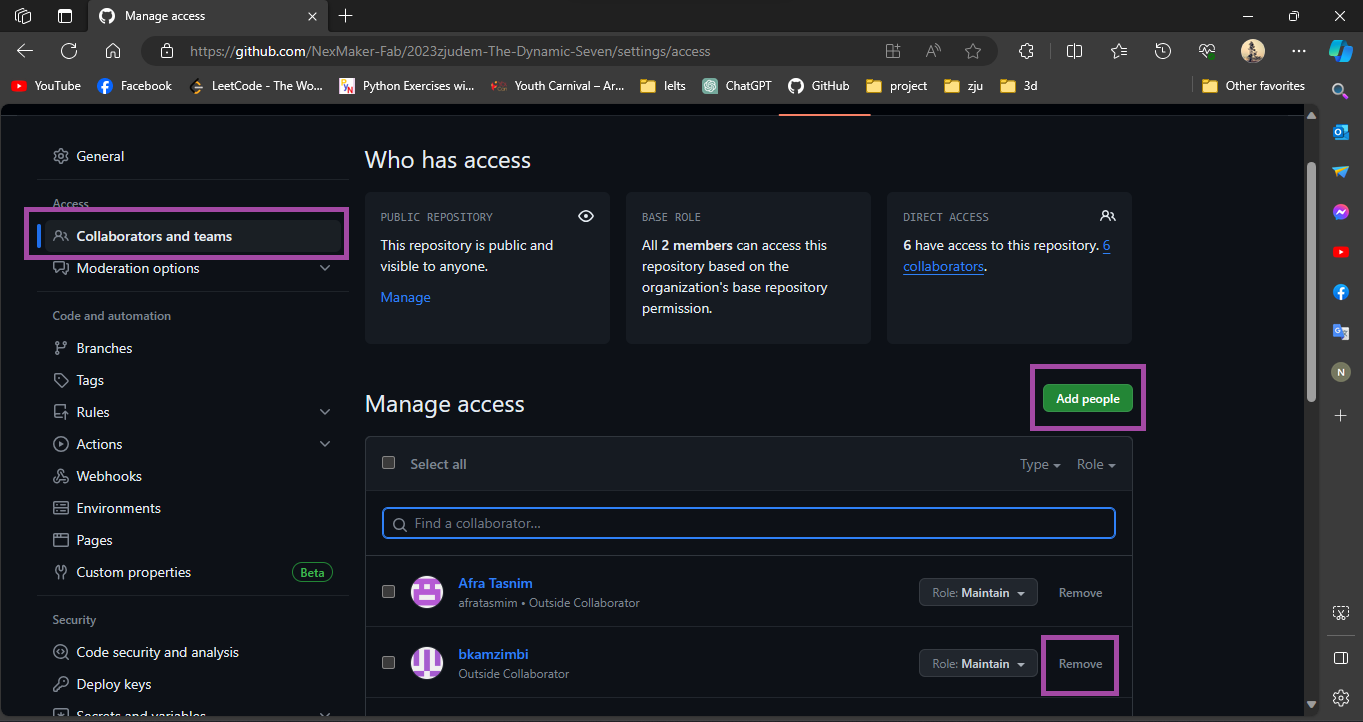 Manage access
https://github.com/NexMaker-Fab/2023zjudem-The-Dynamic-Seven/settings/access
YouTube
Facebook
LeetCode - The Wo...
Python Exercises wi...
Youth Carnival – Ar...
Ielts
ChatGPT
GitHub
project
zju
3d
Other favorites
General
Access
Collaborators and teams
Moderation options
Code and automation
Branches
Tags
Rules
Actions
Webhooks
Environments
Pages
Custom properties
Beta
Security
Code security and analysis
Deploy keys
Secrets and variables
Who has access
PUBLIC REPOSITORY
This repository is public and
visible to anyone.
Manage
BASE ROLE
All 2 members can access this
repository based on the
organization's base repository
permission.
DIRECT ACCESS
6 have access to this repository. 6
collaborators.
Manage access
Add people
Select all
Type
Role
Find a collaborator...
Afra Tasnim
afratasmim • Outside Collaborator
Role: Maintain
Remove
bkamzimbi
Outside Collaborator
Role: Maintain
Remove
N